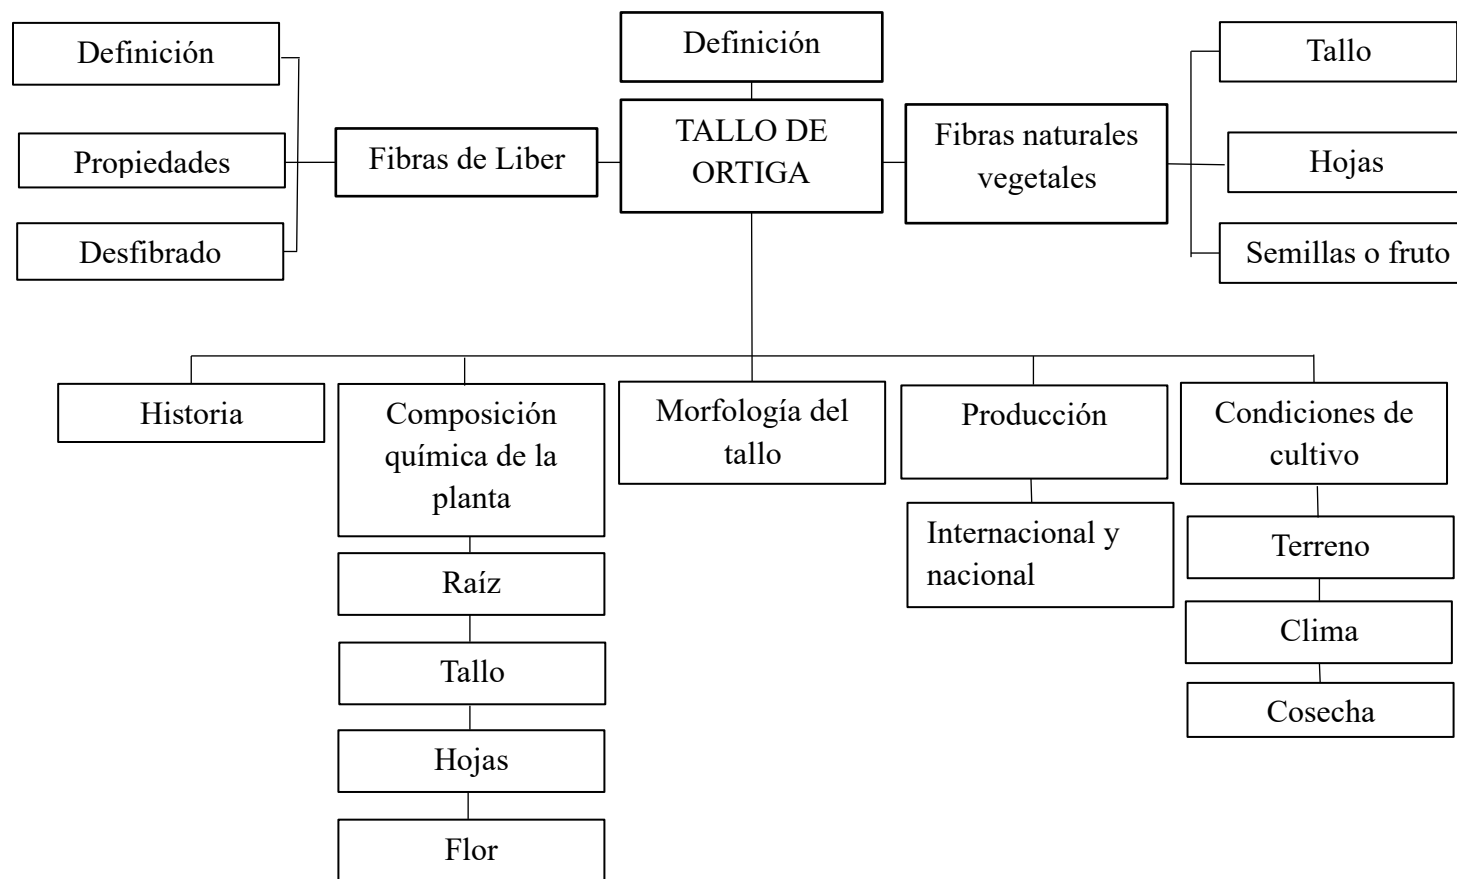 Definición
Propiedades
Desfibrado
Fibras de Liber
Definición
TALLO DE
ORTIGA
Fibras naturales
vegetales
Tallo
Hojas
Semillas o fruto
Historia
Composición
química de la
planta
Raíz
Tallo
Hojas
Flor
Morfología del
tallo
Producción
Internacional y
nacional
Condiciones de
cultivo
Terreno
Clima
Cosecha